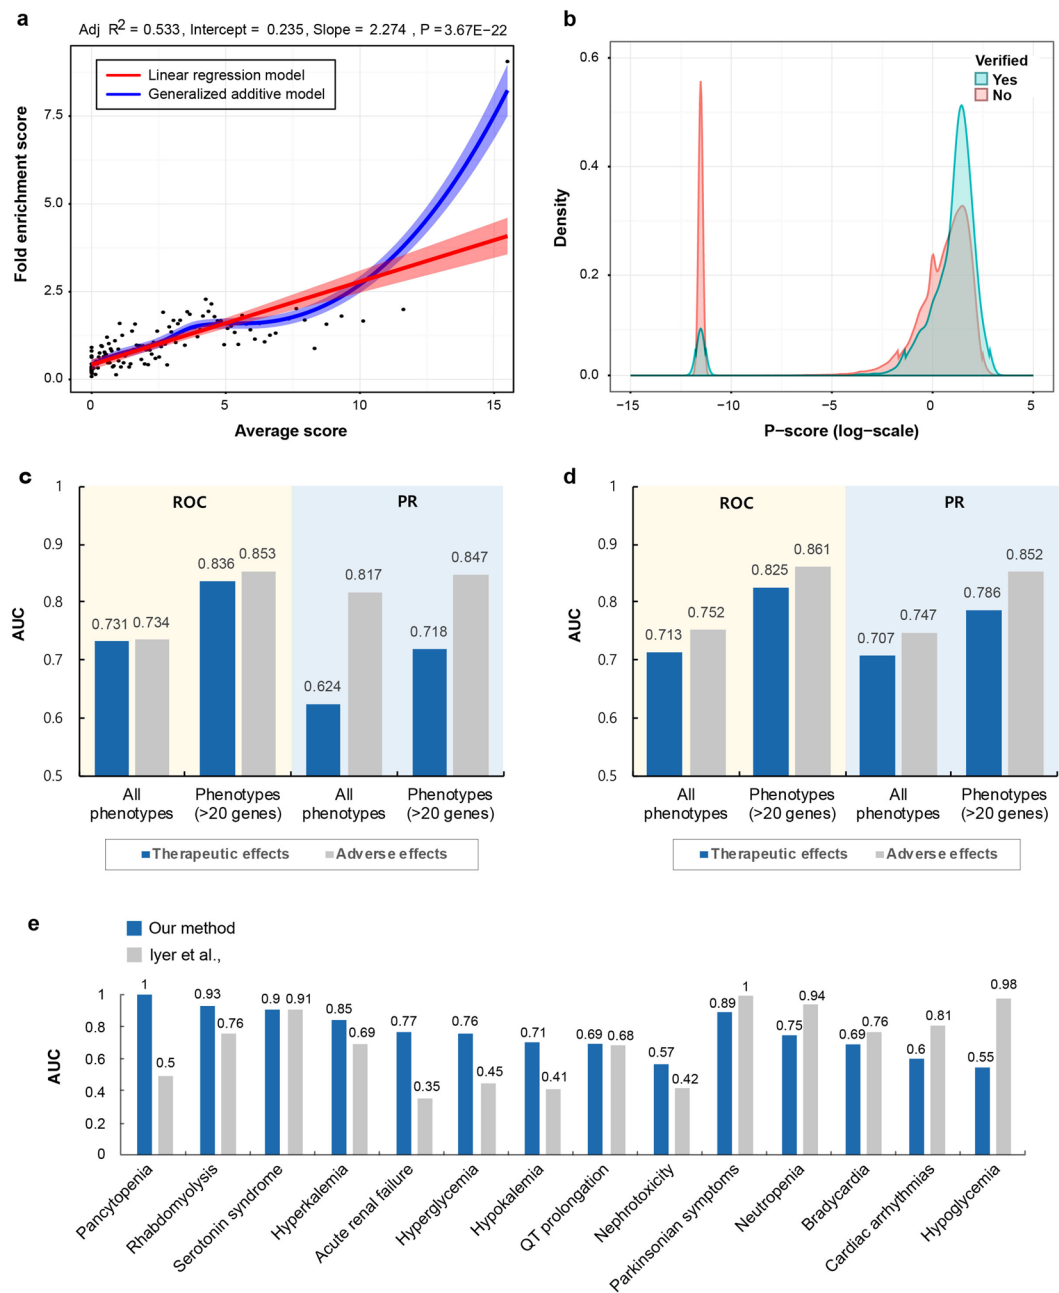 a
Adj R2 = 0.533, Intercept = 0.235, Slope = 2.274 , P =3.67E−22
Linear regression model
Generalized additive model
Fold enrichment score
7.5
5.0
2.5
0.0
0 5 10 15
Average score
b
Verified
Yes
No
Density
0.6
0.4
0.2
0.0
−15 −10 −5 0 5
P−score (log−scale)
c
ROC PR
AUC
1
0.9
0.8
0.7
0.6
0.5
0.731 0.734 0.836 0.853 0.624 0.817 0.718 0.847
All Phenotypes All Phenotypes
phenotypes (>20 genes) phenotypes (>20 genes)
Therapeutic effects Adverse effects
d
ROC PR
AUC
1
0.9
0.8
0.7
0.6
0.5
0.713 0.752 0.825 0.861 0.707 0.747 0.786 0.852
All Phenotypes All Phenotypes
phenotypes (>20 genes) phenotypes (>20 genes)
Therapeutic effects Adverse effects
e
Our method
Iyer et al.,
AUC
1
0.8
0.6
0.4
0.2
0
1 0.5 0.93 0.76 0.9 0.91 0.85 0.69 0.77 0.35 0.76 0.45 0.71 0.41 0.69 0.68 0.57 0.42 0.89 1 0.75 0.94 0.69 0.76 0.6 0.81 0.55 0.98
Pancytopenia
Rhabdomyolysis
Serotonin syndrome
Hyperkalemia
Acute renal failure
Hyperglycemia
Hypokalemia
QT prolongation
Nephrotoxicity
Parkinsonian symptoms
Neutropenia
Bradycardia
Cardiac arrhythmias
Hypoglycemia